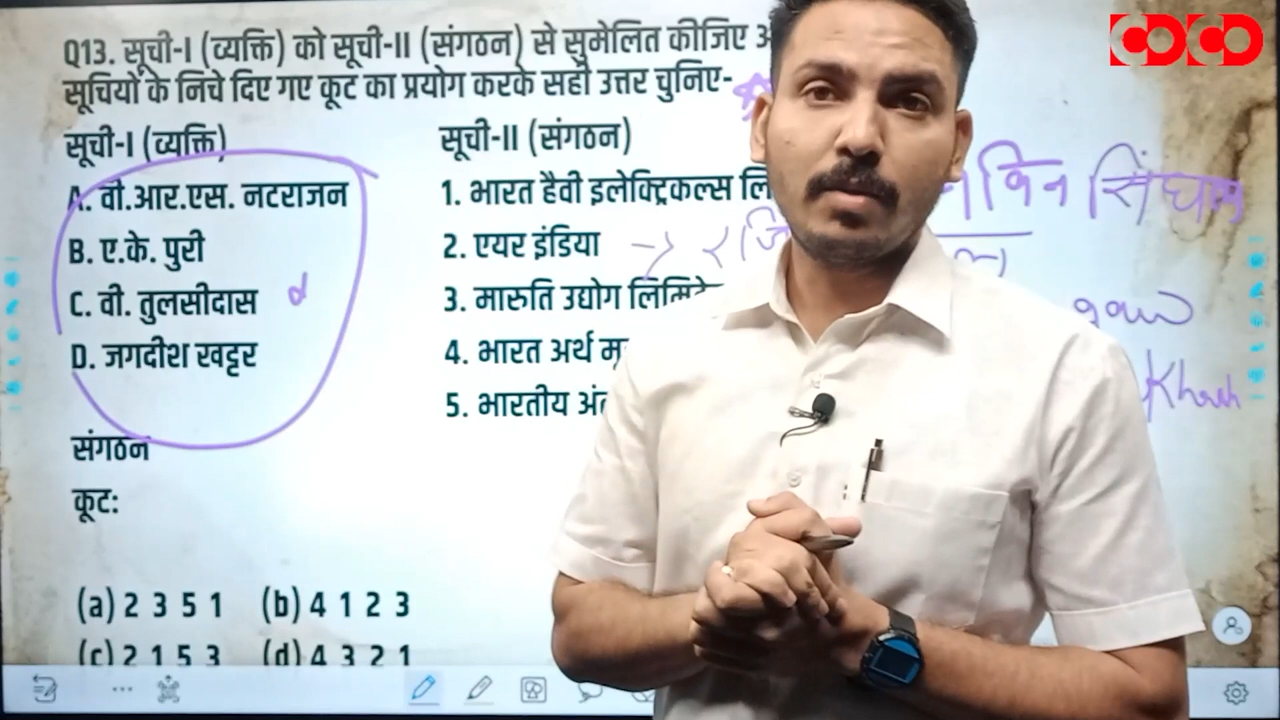 Q13. सूची-I (व्यक्ति) को सूची-II (संगठन) से सुमेलित कीजिए
सूचियों के निचे दिए गए कूट का प्रयोग करके सही उत्तर चुनिए-
सूची-I (व्यक्ति) सूची-II (संगठन)
A. वी.आर.एस. नटराजन 1. भारत हैवी इलेक्ट्रिकल्स
B. ए.के. पुरी 2. एयर इंडिया
C. वी. तुलसीदास 3. मारुति उद्योग
D. जगदीश खट्टर 4. भारत अर्थ
5. भारतीय
संगठन
कूट:
(a) 2 3 5 1 (b) 4 1 2 3
(c) 2 1 5 3 (d) 4 3 2 1